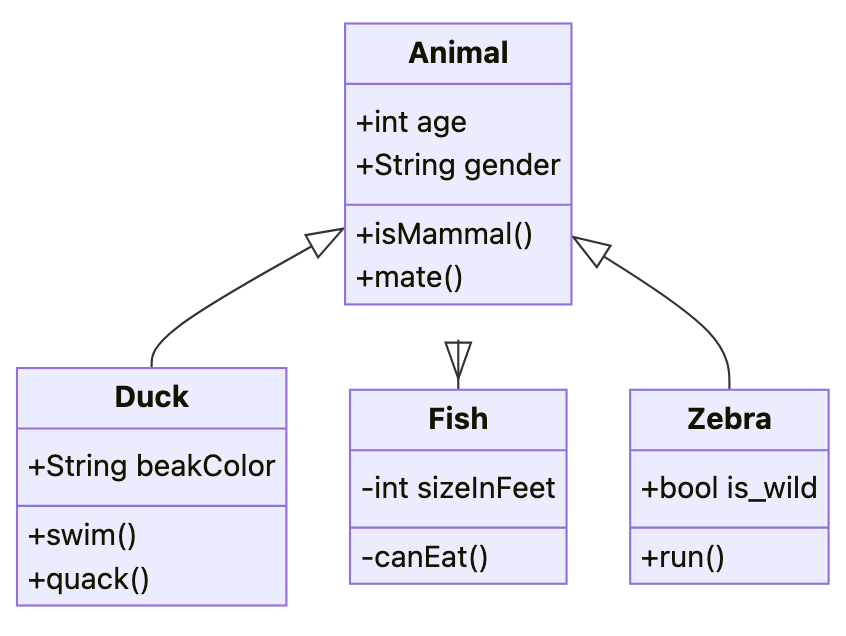 Animal
+int age
+String gender
+isMammal()
+mate()
Duck
+String beakColor
+swim()
+quack()
Fish
-int sizeInFeet
-canEat()
Zebra
+bool is_wild
+run()